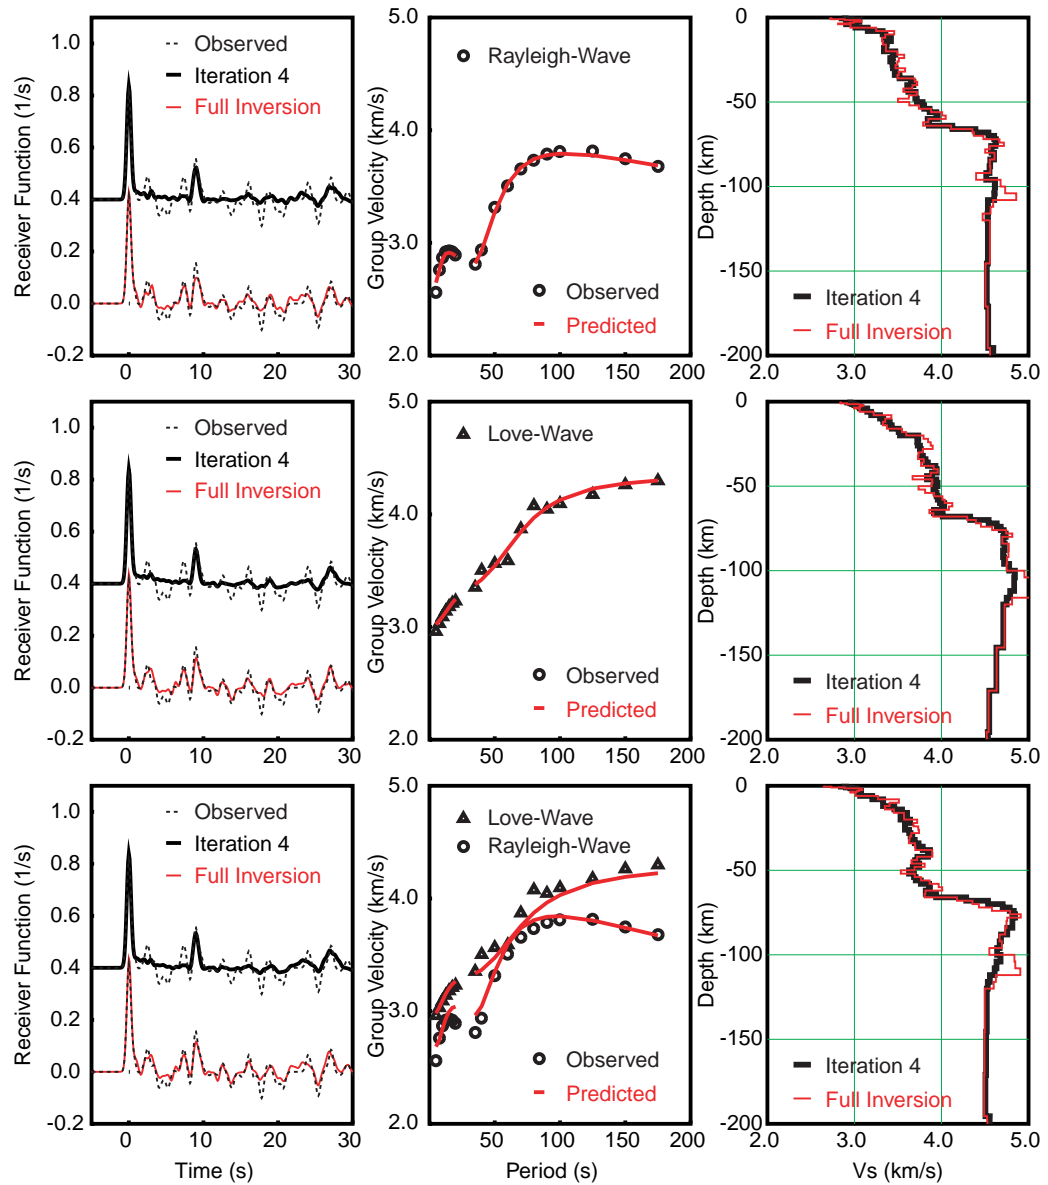 Receiver Function (1/s)
1.0
0.8
0.6
0.4
0.2
0.0
-0.2
0
10
20
30
Observed
Iteration 4
Full Inversion
Group Velocity (km/s)
5.0
4.0
3.0
2.0
50
100
150
200
Rayleigh-Wave
Observed
Predicted
Depth (km)
0
-50
-100
-150
-200
2.0
3.0
4.0
5.0
Iteration 4
Full Inversion
Receiver Function (1/s)
1.0
0.8
0.6
0.4
0.2
0.0
-0.2
0
10
20
30
Observed
Iteration 4
Full Inversion
Group Velocity (km/s)
5.0
4.0
3.0
2.0
50
100
150
200
Love-Wave
Observed
Predicted
Depth (km)
0
-50
-100
-150
-200
2.0
3.0
4.0
5.0
Iteration 4
Full Inversion
Receiver Function (1/s)
1.0
0.8
0.6
0.4
0.2
0.0
-0.2
0
10
20
30
Time (s)
Observed
Iteration 4
Full Inversion
Group Velocity (km/s)
5.0
4.0
3.0
2.0
50
100
150
200
Period (s)
Love-Wave
Rayleigh-Wave
Observed
Predicted
Depth (km)
0
-50
-100
-150
-200
2.0
3.0
4.0
5.0
Vs (km/s)
Iteration 4
Full Inversion